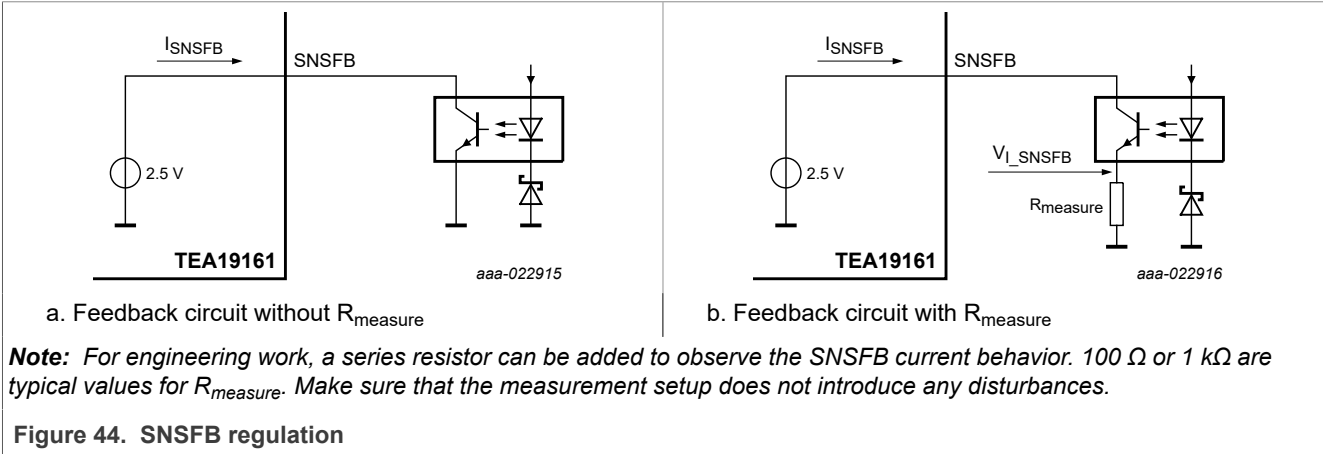 ISNSFB
SNSFB
2.5 V
TEA19161
aaa-022915
a. Feedback circuit without Rmeasure
ISNSFB
SNSFB
VI_SNSFB
2.5 V
Rmeasure
TEA19161
aaa-022916
b. Feedback circuit with Rmeasure
Note: For engineering work, a series resistor can be added to observe the SNSFB current behavior. 100 Ω or 1 kΩ are
typical values for Rmeasure. Make sure that the measurement setup does not introduce any disturbances.
Figure 44. SNSFB regulation